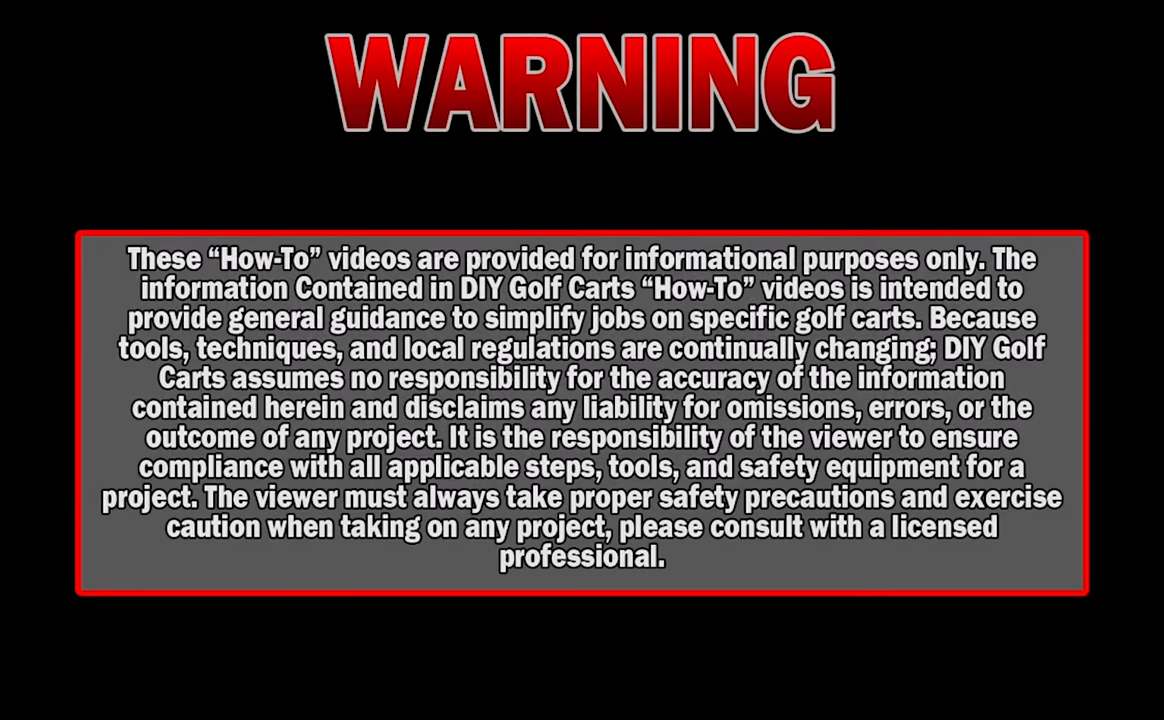 WARNING
These “How-To” videos are provided for informational purposes only. The
information Contained in DIY Golf Carts “How-To” videos is intended to
provide general guidance to simplify jobs on specific golf carts. Because
tools, techniques, and local regulations are continually changing; DIY Golf
Carts assumes no responsibility for the accuracy of the information
contained herein and disclaims any liability for omissions, errors, or the
outcome of any project. It is the responsibility of the viewer to ensure
compliance with all applicable steps, tools, and safety equipment for a
project. The viewer must always take proper safety precautions and exercise
caution when taking on any project, please consult with a licensed
professional.